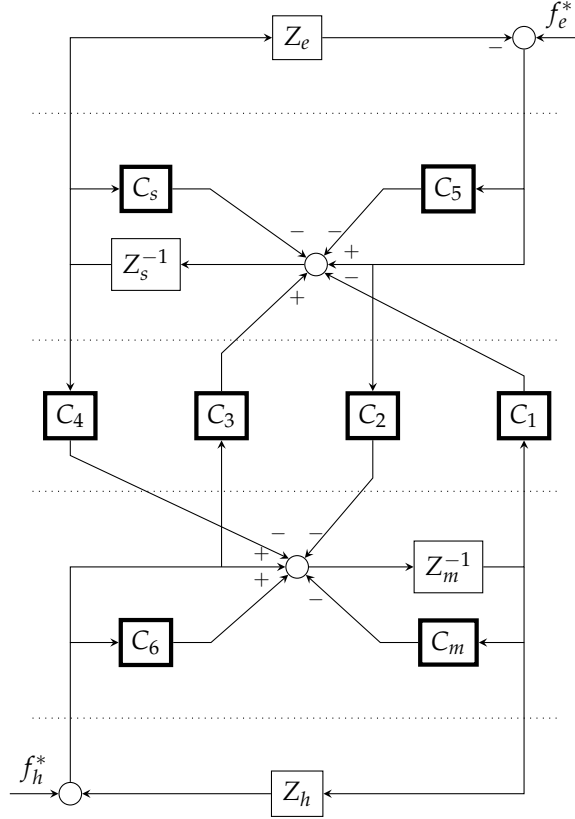 Z_e
f_e^*
−
C_s
C_5
− −
+
Z_s^{-1}
−
+
C_4
C_3
C_2
C_1
− −
+
+
Z_m^{-1}
−
C_6
C_m
f_h^*
Z_h